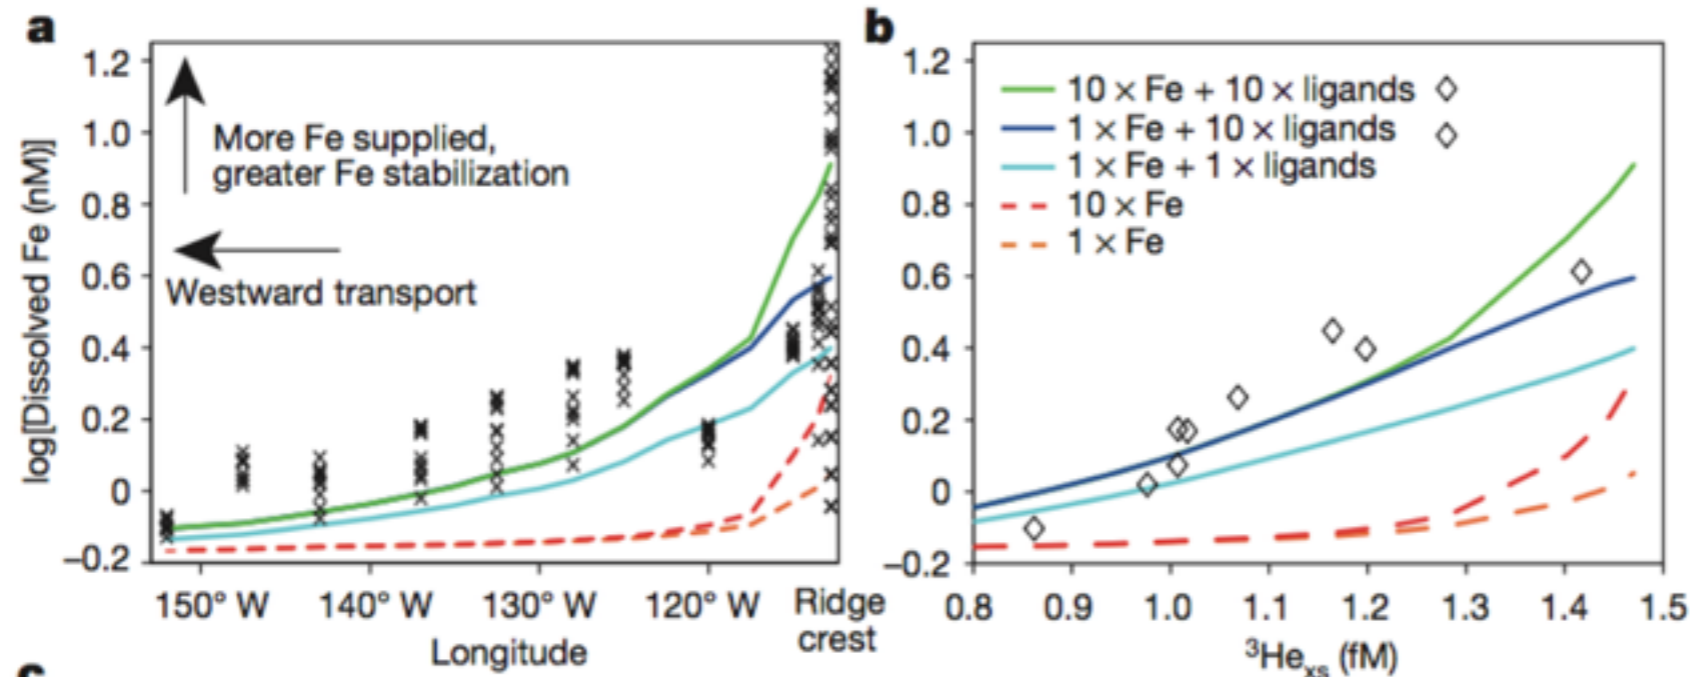 a
log[Dissolved Fe (nM)]
1.2
1.0
0.8
0.6
0.4
0.2
0
–0.2
More Fe supplied,
greater Fe stabilization
Westward transport
150° W 140° W 130° W 120° W Ridge
crest
Longitude
b
1.2
1.0
0.8
0.6
0.4
0.2
0
–0.2
10 × Fe + 10 × ligands
1 × Fe + 10 × ligands
1 × Fe + 1 × ligands
10 × Fe
1 × Fe
0.8 0.9 1.0 1.1 1.2 1.3 1.4 1.5
³Heₓₛ (fM)